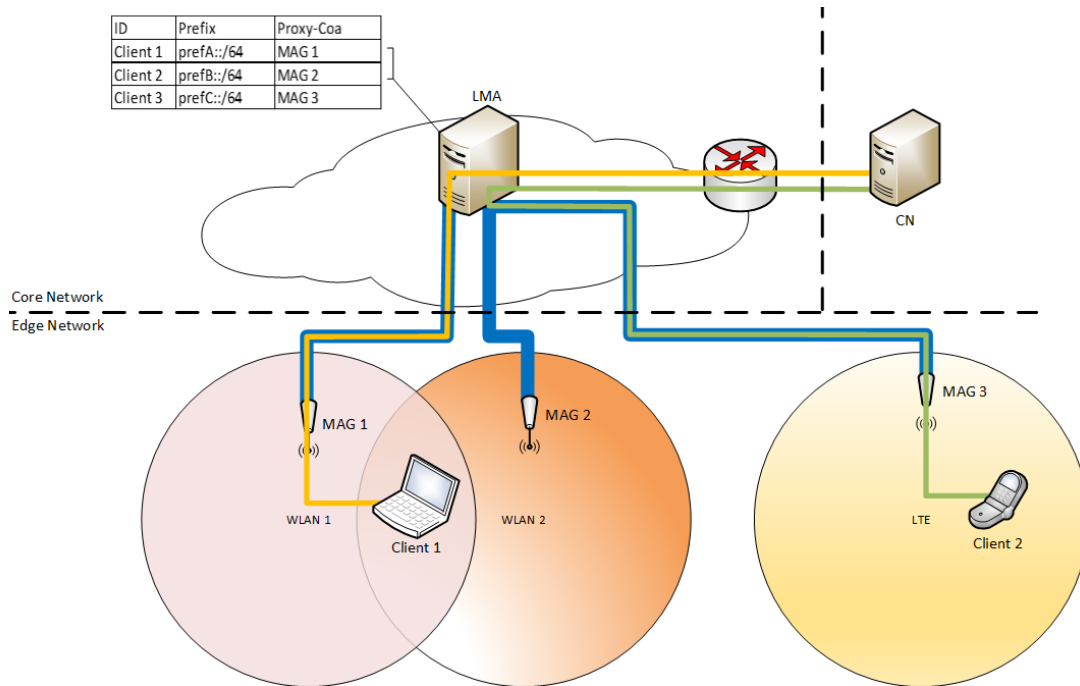 ID Prefix Proxy-Coa
Client 1 prefA::/64 MAG 1
Client 2 prefB::/64 MAG 2
Client 3 prefC::/64 MAG 3
LMA
CN
Core Network
Edge Network
MAG 1
MAG 2
MAG 3
WLAN 1
WLAN 2
LTE
Client 1
Client 2